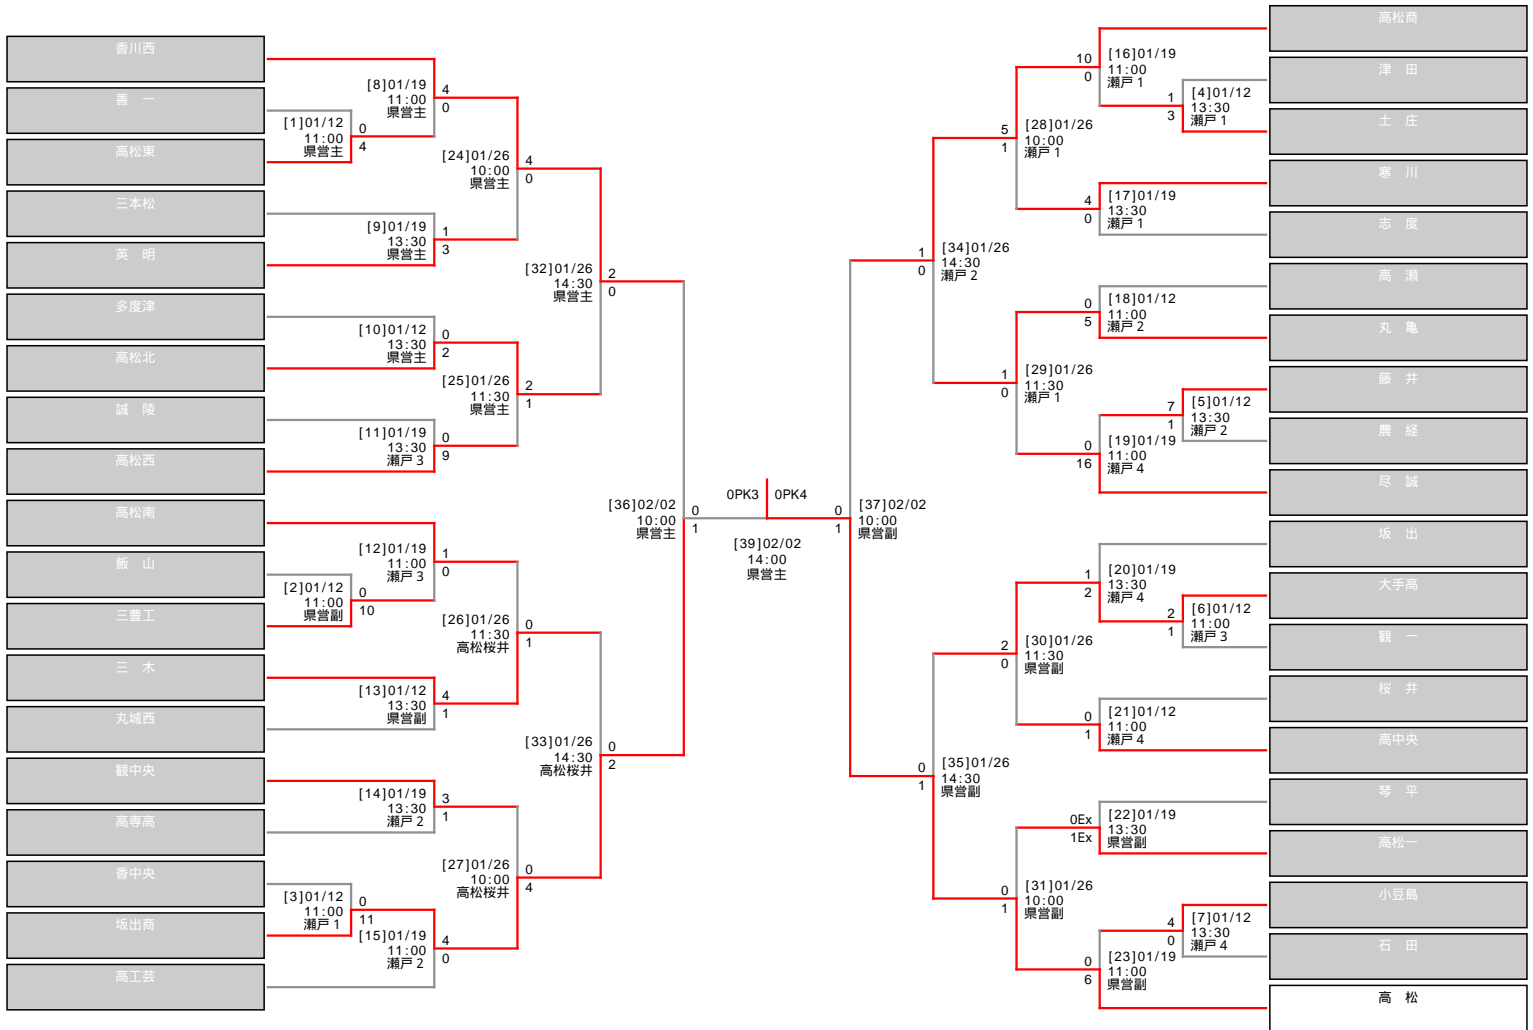 香川西
善　一
高松東
三本松
英　明
多度津
高松北
誠　陵
高松西
高松南
飯　山
三豊工
三　木
丸城西
観中央
高専高
香中央
坂出商
高工芸
[1]01/12
11:00
県営主
0
4
[2]01/12
11:00
県営副
0
10
[3]01/12
11:00
瀬戸1
0
11
[8]01/19
11:00
県営主
4
0
[9]01/19
13:30
県営主
1
3
[10]01/12
13:30
県営主
0
2
[11]01/19
13:30
瀬戸3
0
9
[12]01/19
11:00
瀬戸3
1
0
[13]01/12
13:30
県営副
4
1
[14]01/19
13:30
瀬戸2
3
1
[15]01/19
11:00
瀬戸2
4
0
[24]01/26
10:00
県営主
4
0
[25]01/26
11:30
県営主
2
1
[26]01/26
11:30
高松桜井
0
1
[27]01/26
10:00
高松桜井
0
4
[32]01/26
14:30
県営主
2
0
[33]01/26
14:30
高松桜井
0
2
[36]02/02
10:00
県営主
0
1
0PK3
0PK4
[39]02/02
14:00
県営主
0
1
[37]02/02
10:00
県営副
1
0
[34]01/26
14:30
瀬戸2
0
1
[35]01/26
14:30
県営副
5
1
[28]01/26
10:00
瀬戸1
1
0
[29]01/26
11:30
瀬戸1
2
0
[30]01/26
11:30
県営副
0
1
[31]01/26
10:00
県営副
10
0
[16]01/19
11:00
瀬戸1
4
0
[17]01/19
13:30
瀬戸1
0
5
[18]01/12
11:00
瀬戸2
0
16
[19]01/19
11:00
瀬戸4
1
2
[20]01/19
13:30
瀬戸4
0
1
[21]01/12
11:00
瀬戸4
0Ex
1Ex
[22]01/19
13:30
県営副
0
6
[23]01/19
11:00
県営副
1
3
[4]01/12
13:30
瀬戸1
7
1
[5]01/12
13:30
瀬戸2
2
1
[6]01/12
11:00
瀬戸3
4
0
[7]01/12
13:30
瀬戸4
高松商
津　田
土　庄
寒　川
志　度
高　瀬
丸　亀
藤　井
農　経
尽　誠
坂　出
大手高
観　一
桜　井
高中央
琴　平
高松一
小豆島
石　田
高　松